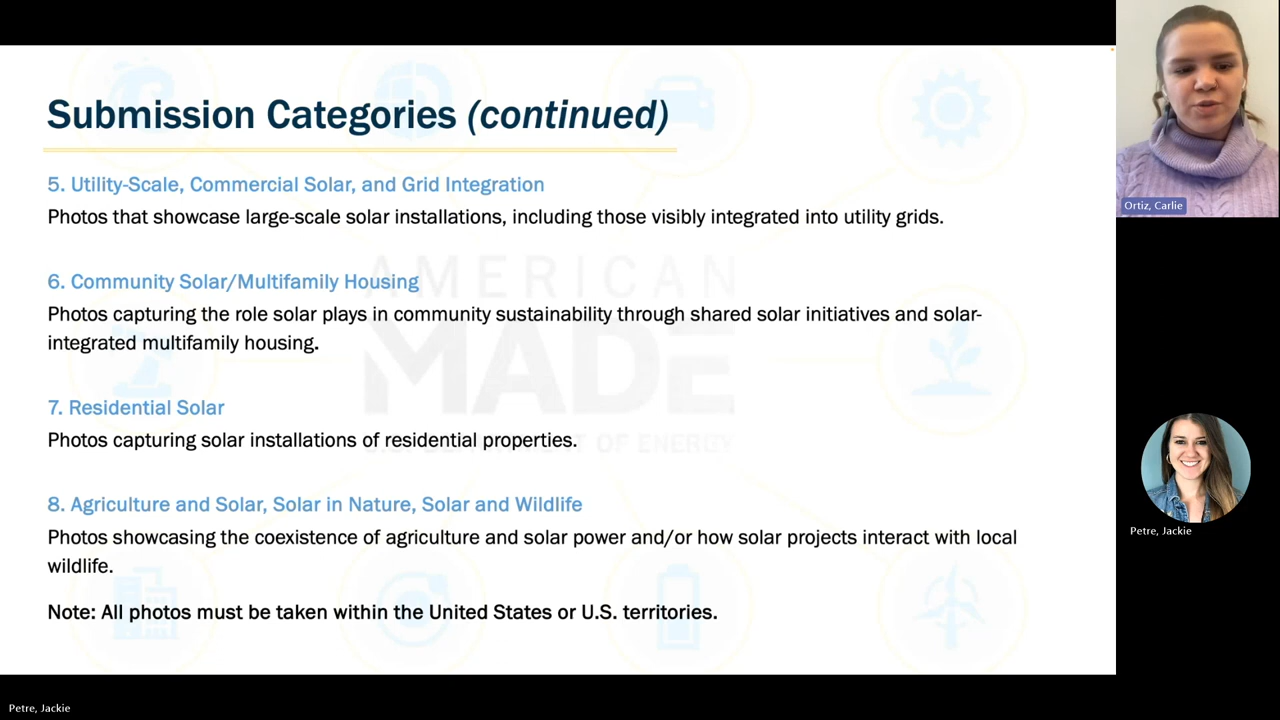 Submission Categories (continued)
5. Utility-Scale, Commercial Solar, and Grid Integration
Photos that showcase large-scale solar installations, including those visibly integrated into utility grids.
6. Community Solar/Multifamily Housing
Photos capturing the role solar plays in community sustainability through shared solar initiatives and solar-
integrated multifamily housing.
7. Residential Solar
Photos capturing solar installations of residential properties.
8. Agriculture and Solar, Solar in Nature, Solar and Wildlife
Photos showcasing the coexistence of agriculture and solar power and/or how solar projects interact with local
wildlife.
Note: All photos must be taken within the United States or U.S. territories.
AMERICAN
MADE
U.S. DEPARTMENT OF ENERGY
Ortiz, Carlie
Petre, Jackie
Petre, Jackie